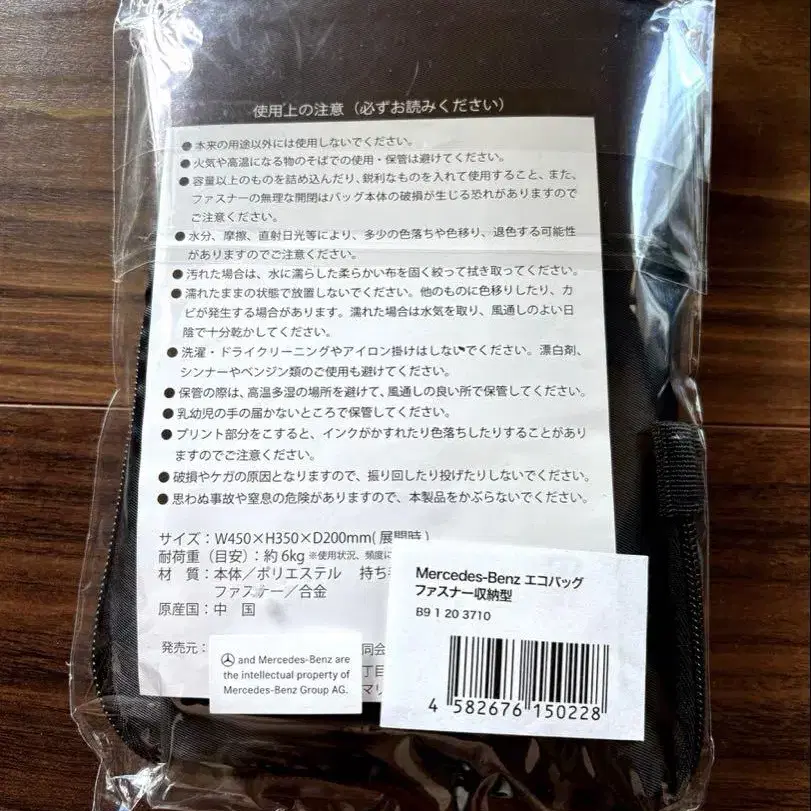 使用上の注意（必ずお読みください）
●本来の用途以外には使用しないでください。
●火気や高温になる物のそばでの使用・保管は避けてください。
●容量以上のものを詰め込んだり、鋭利なものを入れて使用すること、また、
ファスナーの無理な開閉はバッグ本体の破損が生じる恐れがありますので
ご注意ください。
●水分、摩擦、直射日光等により、多少の色落ちや色移り、退色する可能性
がありますのでご注意ください。
●汚れた場合は、水に濡らした柔らかい布を固く絞って拭き取ってください。
●濡れたままの状態で放置しないでください。他のものに色移りしたり、カ
ビが発生する場合があります。濡れた場合は水気を取り、風通しのよい日
陰で十分乾かしてください。
●洗濯・ドライクリーニングやアイロン掛けはしないでください。漂白剤、
シンナーやベンジン類のご使用も避けてください。
●保管の際は、高温多湿の場所を避けて、風通しの良い所で保管してください。
●乳幼児の手の届かないところで保管してください。
●プリント部分をこすると、インクがかすれたり色落ちしたりすることがあり
ますのでご注意ください。
●破損やケガの原因となりますので、振り回したり投げたりしないでください。
●思わぬ事故や窒息の危険がありますので、本製品をかぶらないでください。
サイズ：W450×H350×D200mm(展開時)
耐荷重（目安）：約6kg ※使用状況、頻度に
材　質：本体／ポリエステル　持ち
ファスナー／合金
原産国：中　国
発売元： 同会
丁目
マリ
and Mercedes-Benz are
the intellectual property of
Mercedes-Benz Group AG.
Mercedes-Benz エコバッグ
ファスナー収納型
B9 1 20 3710
4 582676 150228